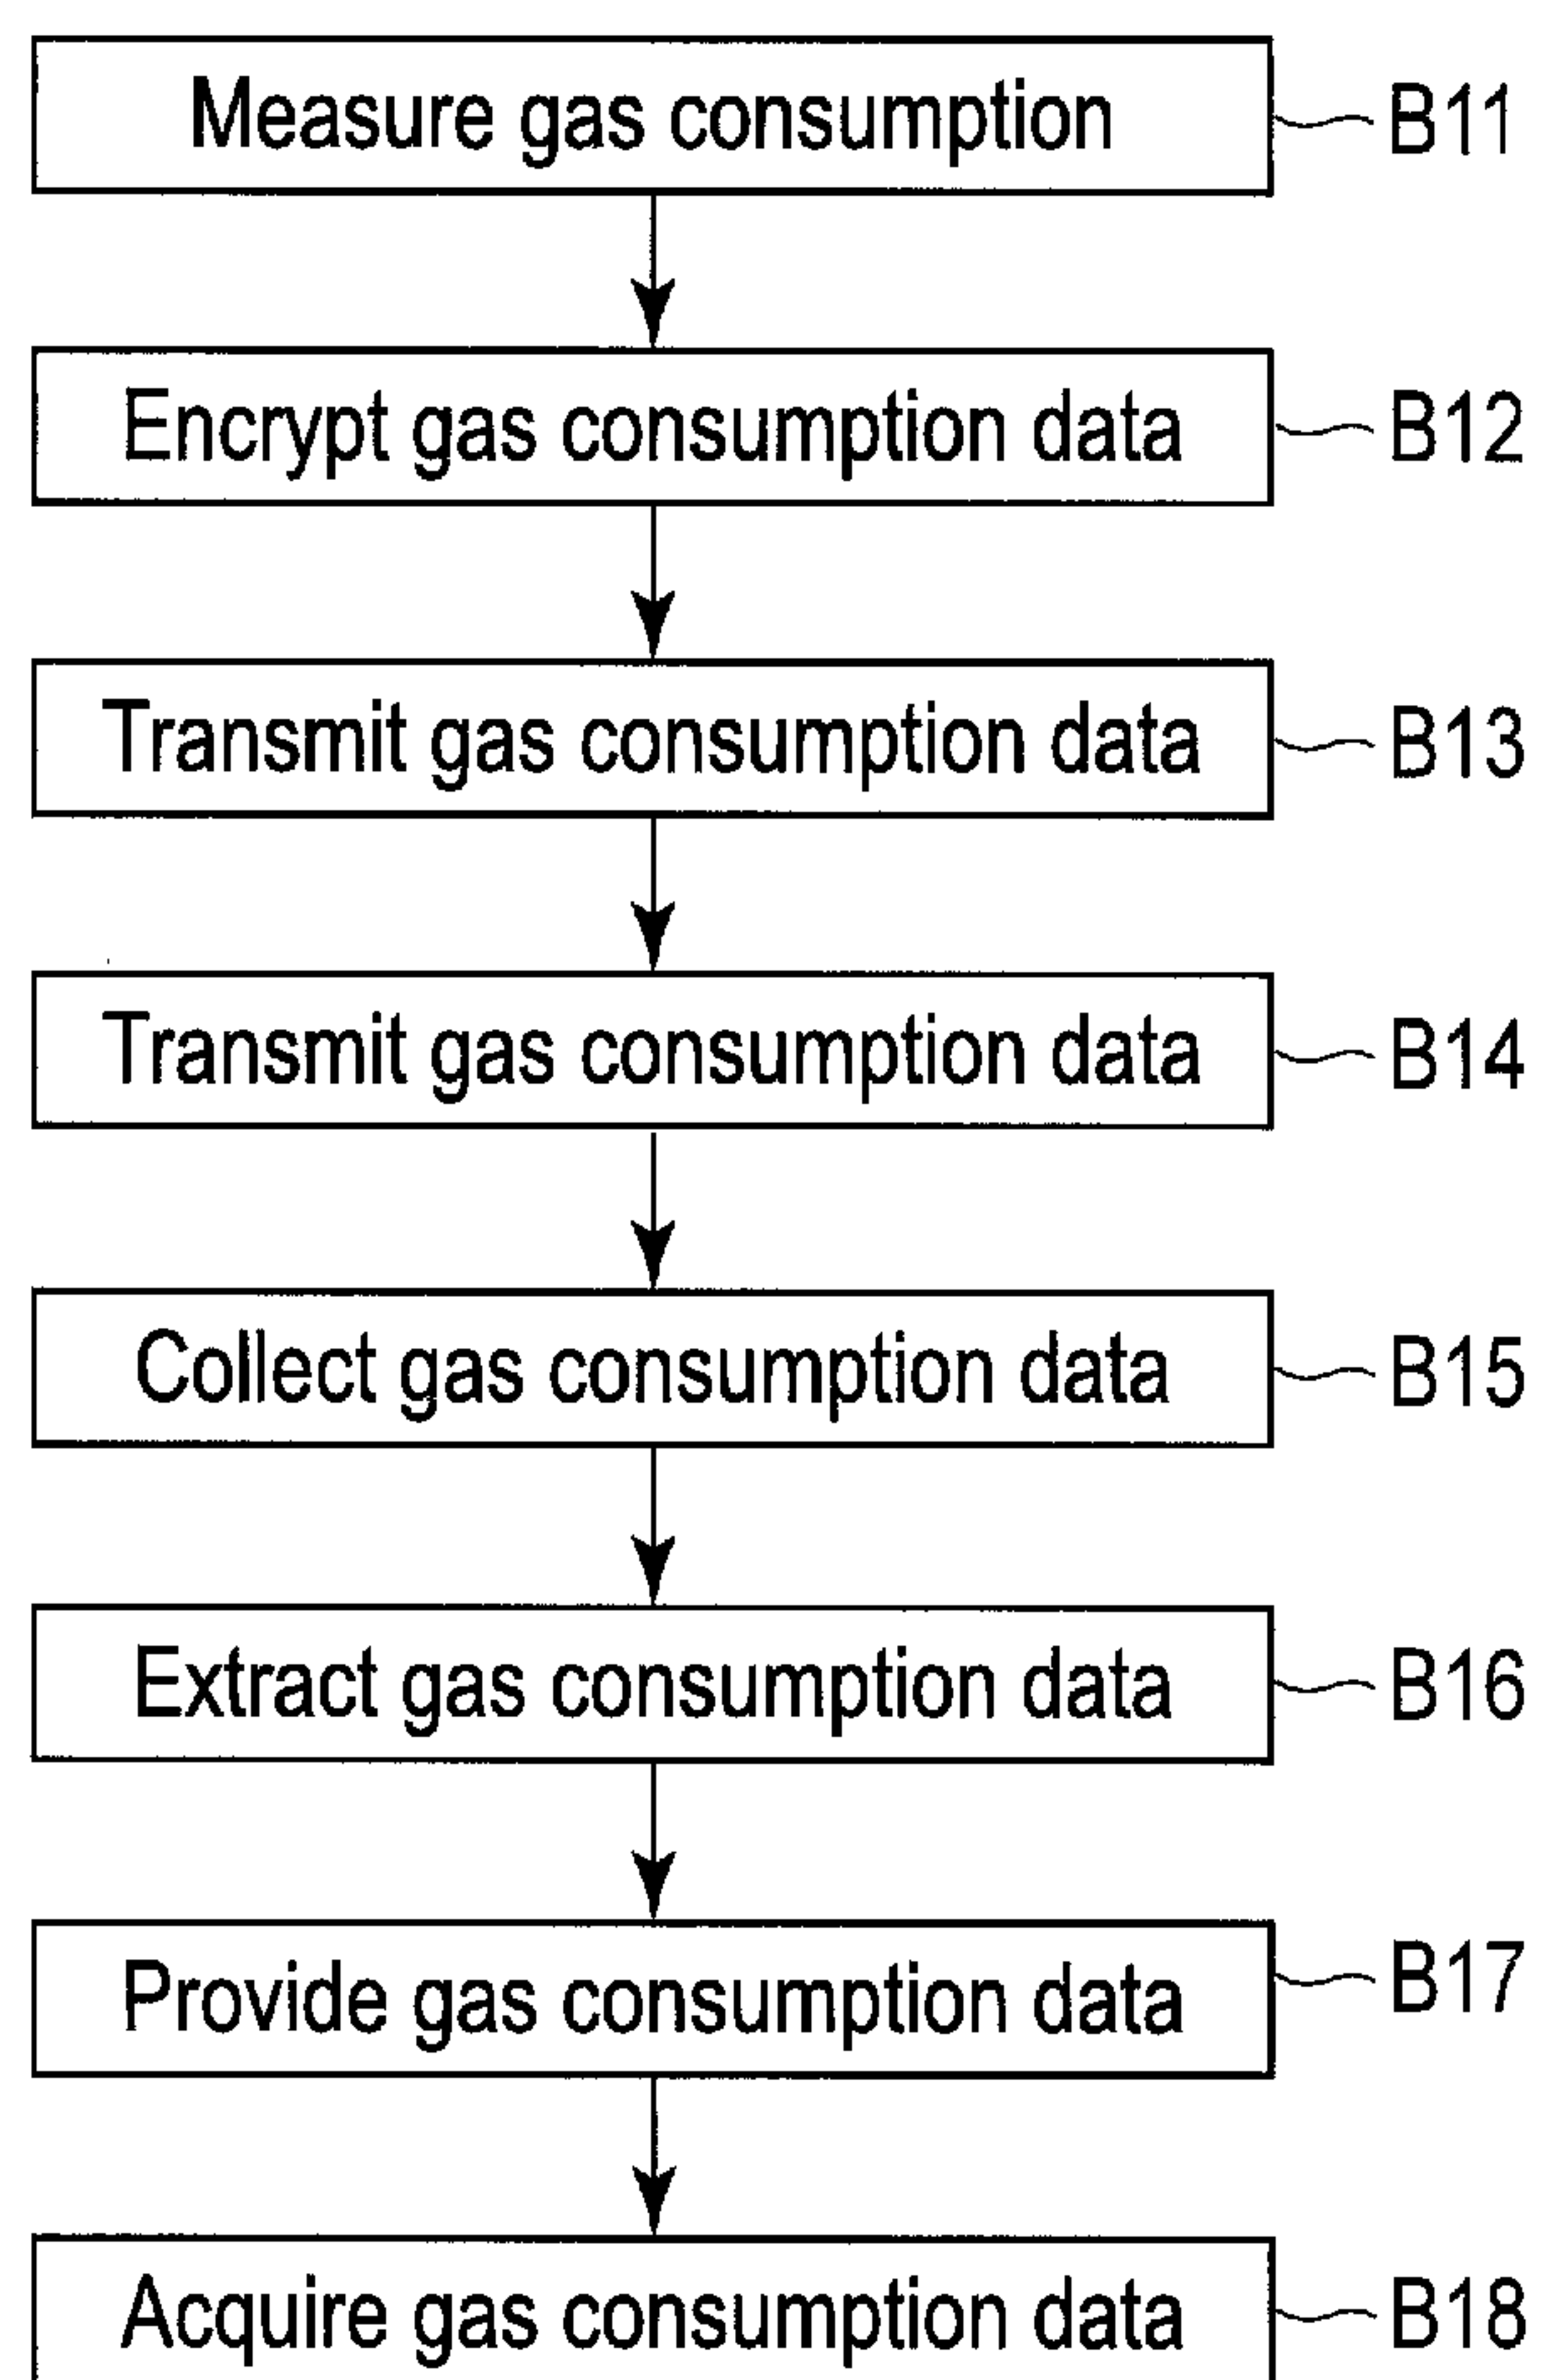 Measure gas consumption B11
Encrypt gas consumption data B12
Transmit gas consumption data B13
Transmit gas consumption data B14
Collect gas consumption data B15
Extract gas consumption data B16
Provide gas consumption data B17
Acquire gas consumption data B18